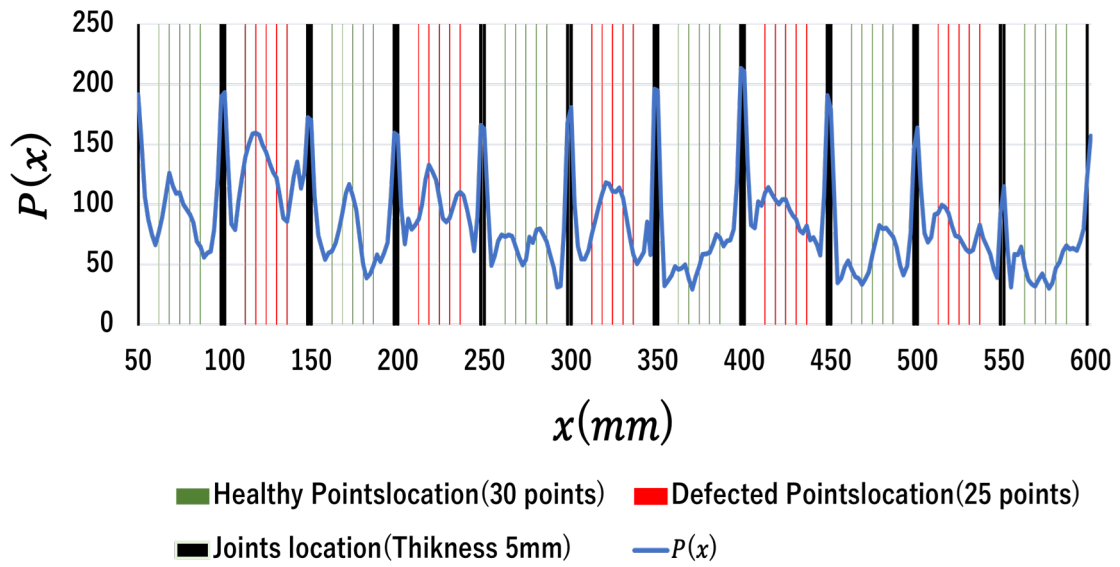 250
200
150
100
50
0
P(x)
50 100 150 200 250 300 350 400 450 500 550 600
x(mm)
Healthy Pointslocation(30 points) Defected Pointslocation(25 points)
Joints location(Thikness 5mm) P(x)